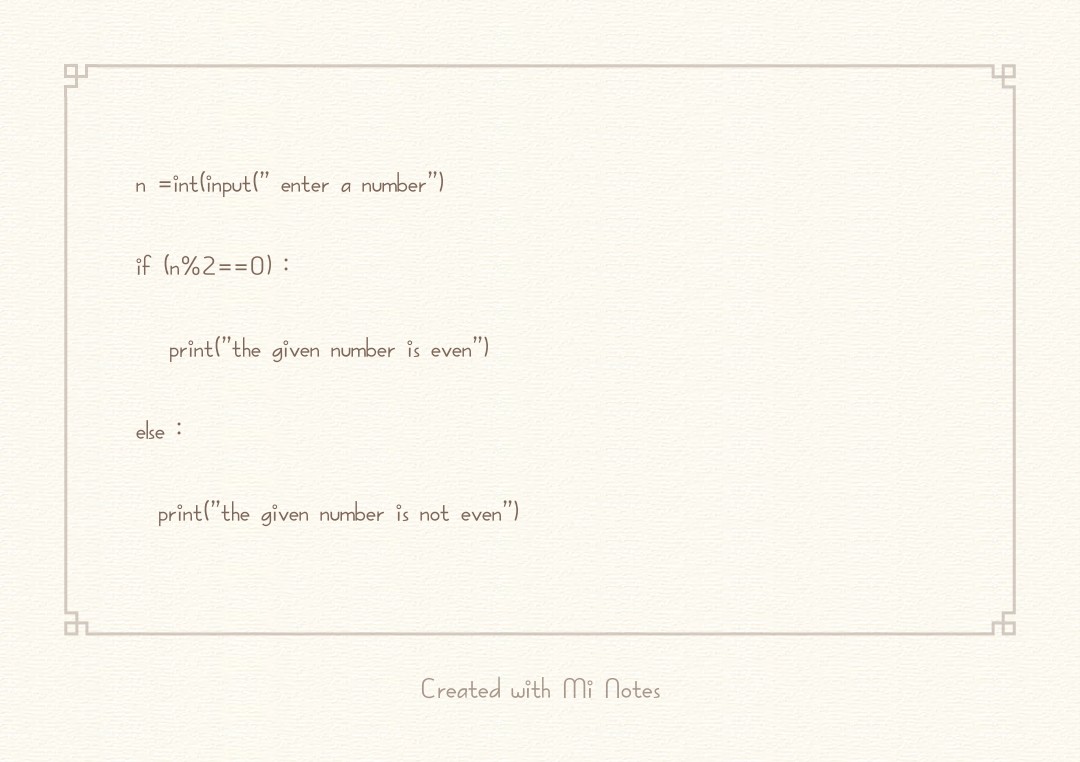 n =int(input(" enter a number")
if (n%2==0) :
print("the given number is even")
else :
print("the given number is not even")
Created with Mi Notes